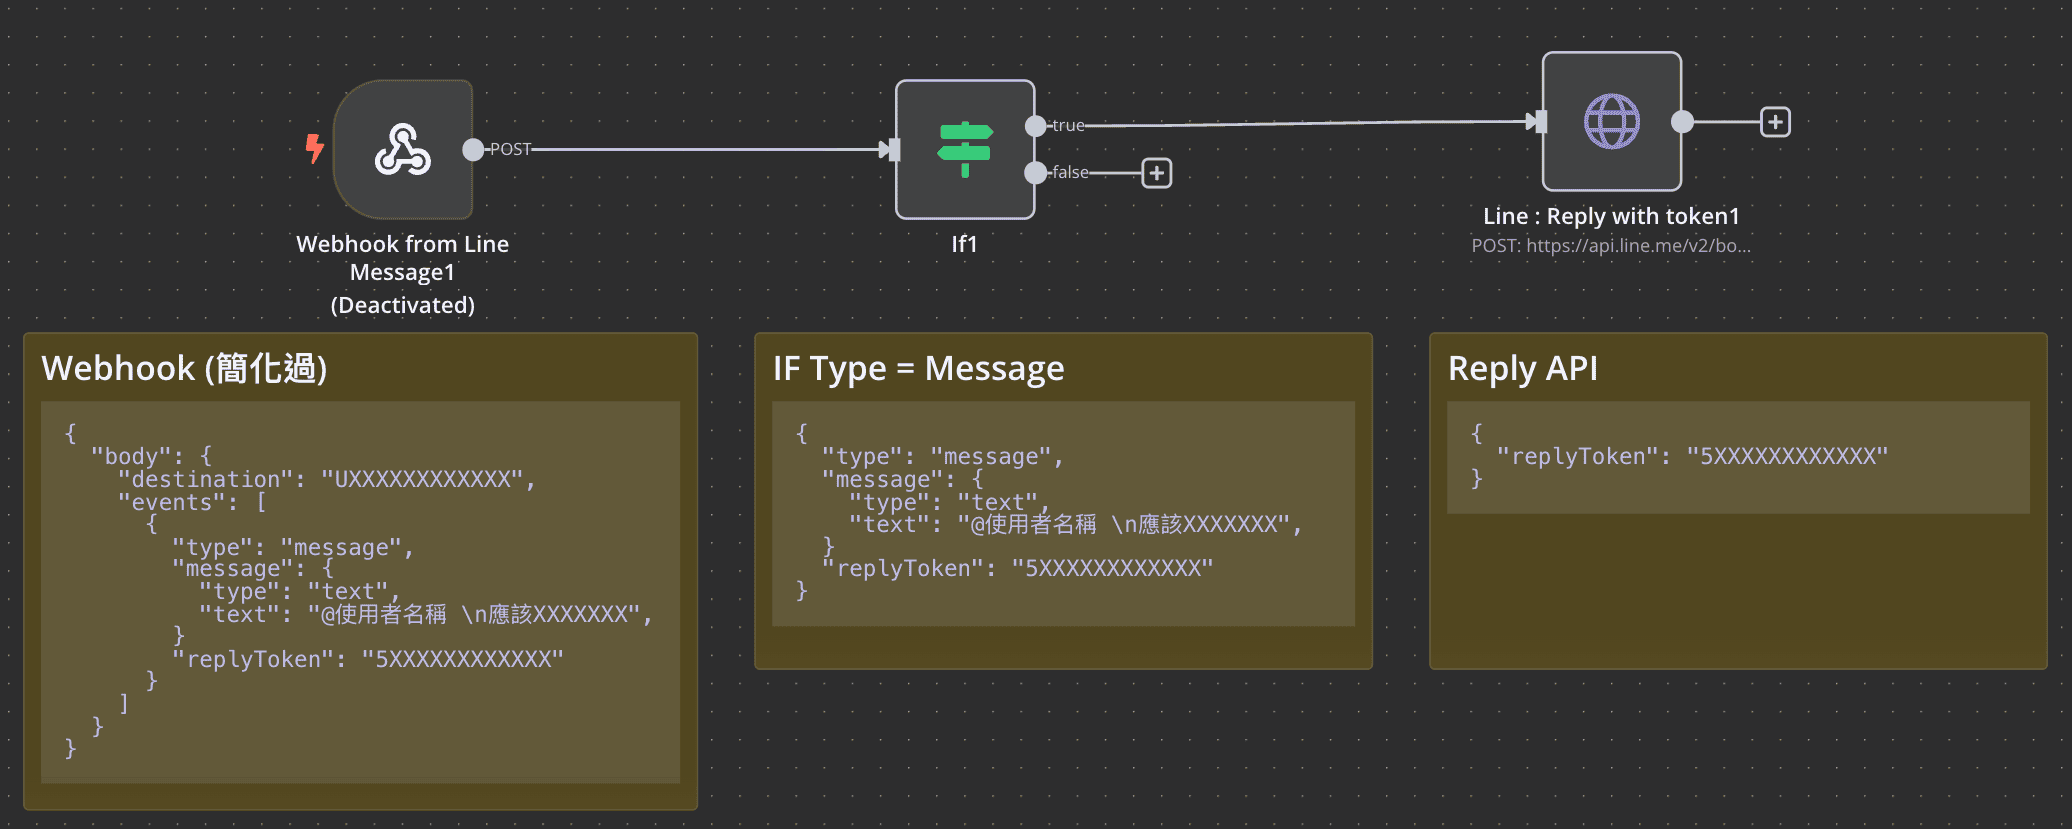 POST
true
false
Webhook from Line
Message1
(Deactivated)
If1
Line : Reply with token1
POST: https://api.line.me/v2/bo...
Webhook (簡化過)
{
  "body": {
    "destination": "UXXXXXXXXXXXX",
    "events": [
      {
        "type": "message",
        "message": {
          "type": "text",
          "text": "@使用者名稱 \n應該XXXXXXX",
        }
        "replyToken": "5XXXXXXXXXXXX"
      }
    ]
  }
}
IF Type = Message
{
  "type": "message",
  "message": {
    "type": "text",
    "text": "@使用者名稱 \n應該XXXXXXX",
  }
  "replyToken": "5XXXXXXXXXXXX"
}
Reply API
{
  "replyToken": "5XXXXXXXXXXXX"
}